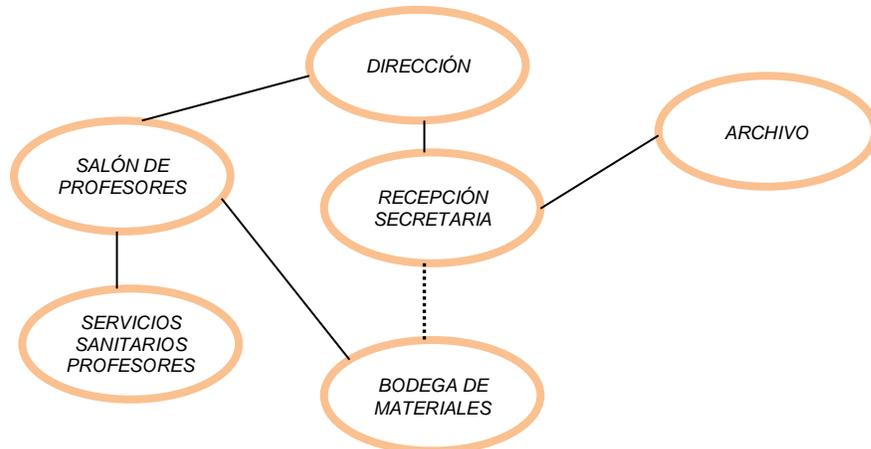 DIRECCIÓN
ARCHIVO
SALÓN DE
PROFESORES
RECEPCIÓN
SECRETARIA
SERVICIOS
SANITARIOS
PROFESORES
BODEGA DE
MATERIALES